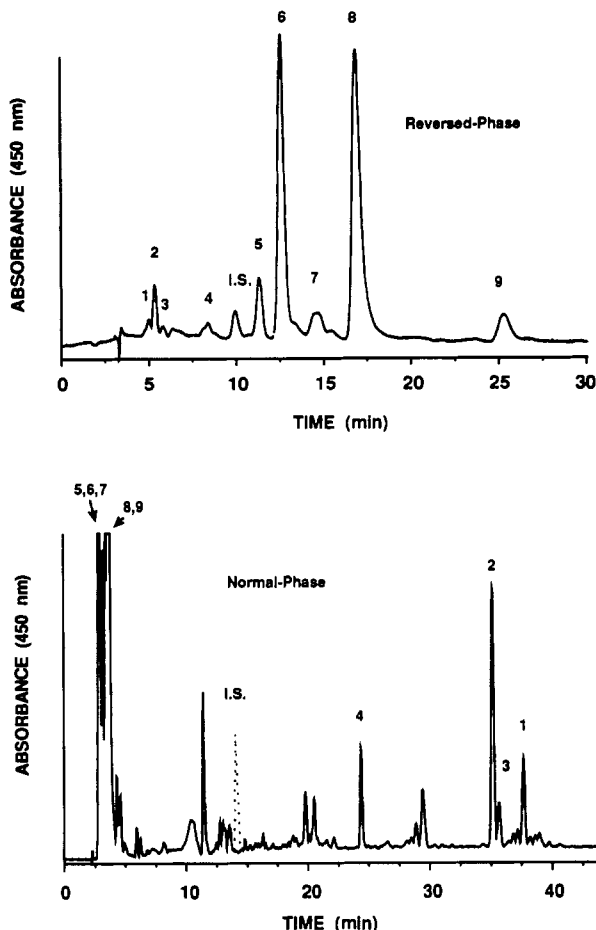 6
8
ABSORBANCE (450 nm)
Reversed-Phase
2
5
I.S.
1
3
4
7
9
0 5 10 15 20 25 30
TIME (min)
5,6,7
8,9
ABSORBANCE (450 nm)
Normal-Phase
2
I.S.
4
3
1
0 10 20 30 40
TIME (min)